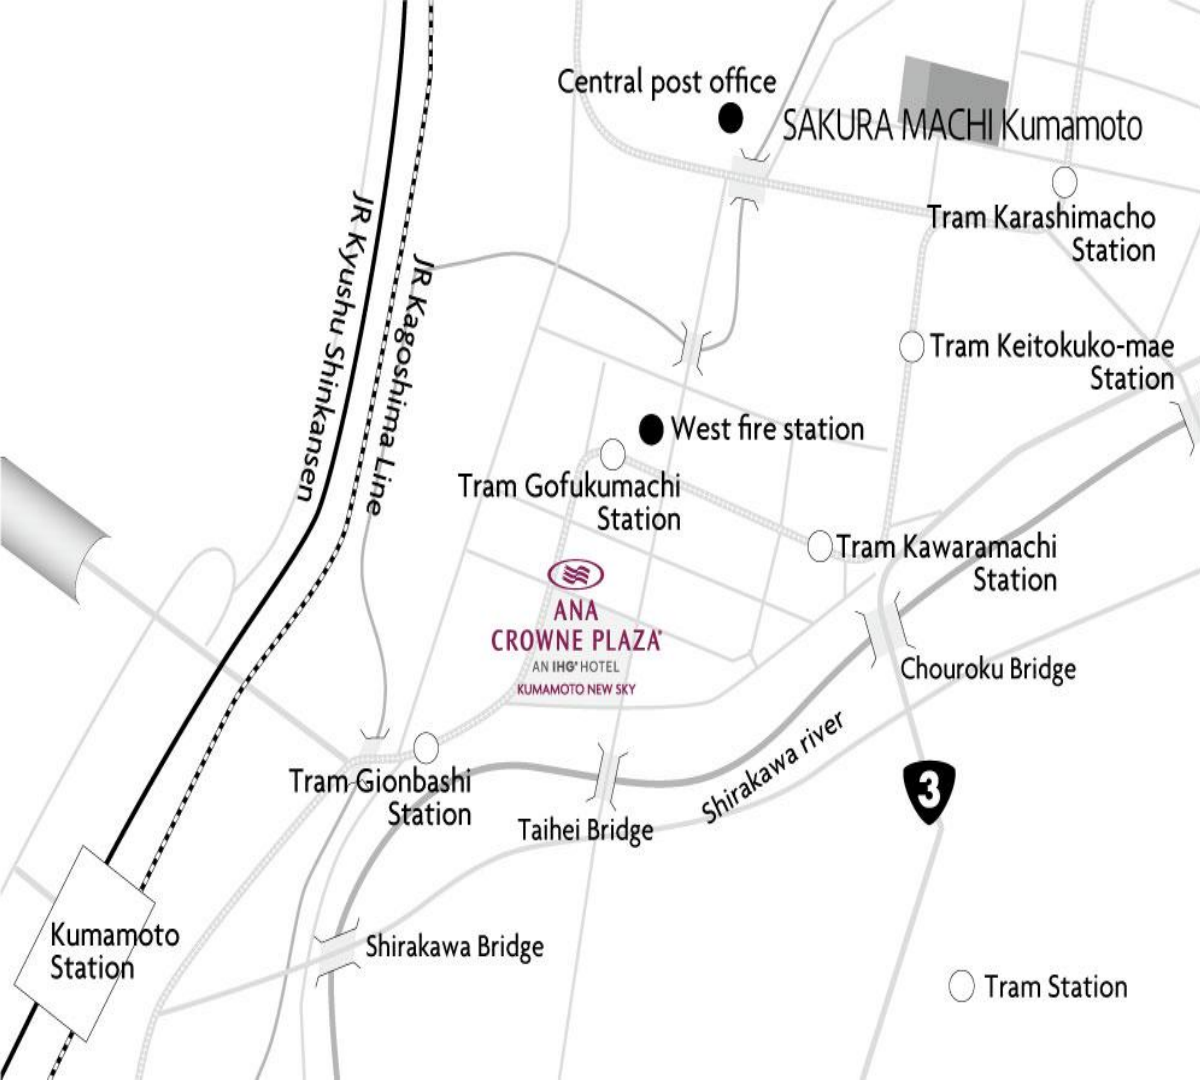 Central post office
SAKURA MACHI Kumamoto
Tram Karashimacho
Station
JR Kyushu Shinkansen
JR Kagoshima Line
Tram Keitokuko-mae
Station
West fire station
Tram Gofukumachi
Station
Tram Kawaramachi
Station
ANA
CROWNE PLAZA®
AN IHG® HOTEL
KUMAMOTO NEW SKY
Chouroku Bridge
Shirakawa river
3
Tram Gionbashi
Station
Taihei Bridge
Kumamoto
Station
Shirakawa Bridge
Tram Station